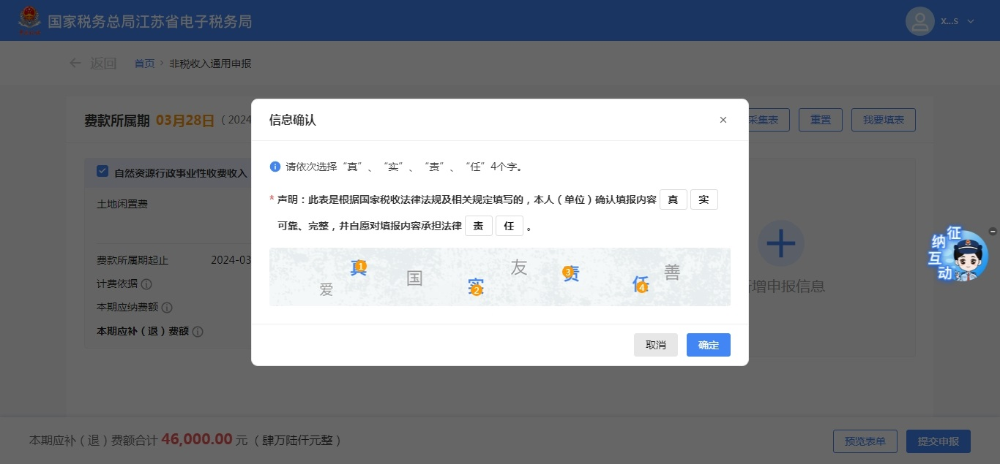 国家税务总局江苏省电子税务局
x...s
返回 首页 > 非税收入通用申报
费款所属期 03月28日（2024
采集表 重置 我要填表
自然资源行政事业性收费收入
土地闲置费
费款所属期起止 2024-03
计费依据
本期应纳费额
本期应补（退）费额
信息确认
×
请依次选择“真”、“实”、“责”、“任”4个字。
* 声明：此表是根据国家税收法律法规及相关规定填写的，本人（单位）确认填报内容 真 实
可靠、完整，并自愿对填报内容承担法律 责 任 。
爱 真 1 国 实 2 友 责 3 任 4 善
取消 确定
增申报信息
征
纳
互
动
本期应补（退）费额合计 46,000.00 元（肆万陆仟元整）
预览表单 提交申报